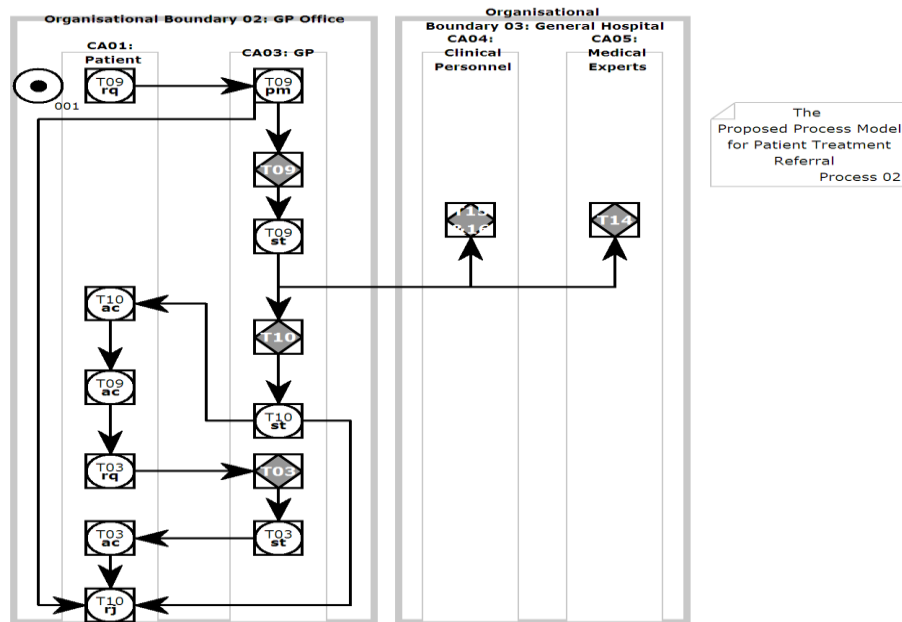 Organisational Boundary 02: GP Office
Organisational
Boundary 03: General Hospital
CA01:
Patient
CA03: GP
CA04:
Clinical
Personnel
CA05:
Medical
Experts
001
T09
rq
T09
pm
The
Proposed Process Model
for Patient Treatment
Referral
Process 02
T09
T09
st
T15
&16
T14
T10
ac
T10
T09
ac
T10
st
T03
rq
T03
T03
ac
T03
st
T10
rj